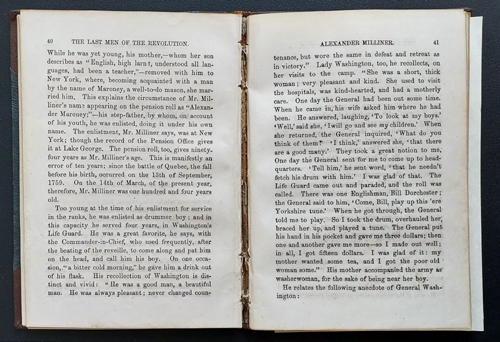 40 THE LAST MEN OF THE REVOLUTION.
While he was yet young, his mother,—whom her son
describes as "English, high larnt, understood all lan-
guages, had been a teacher,"—removed with him to
New York, where, becoming acquainted with a man
by the name of Maroney, a well-to-do mason, she mar-
ried him. This explains the circumstance of Mr. Mil-
liner's name appearing on the pension roll as "Alexan-
der Maroney;"—his step-father, by whom, on account
of his youth, he was enlisted, doing it under his own
name. The enlistment, Mr. Milliner says, was at New
York; though the record of the Pension Office gives
it at Lake George. The pension roll, too, gives ninety-
four years as Mr. Milliner's age. This is manifestly an
error of ten years; since the battle of Quebec, the fall
before his birth, occurred on the 13th of September,
1759. On the 14th of March, of the present year,
therefore, Mr. Milliner was one hundred and four years
old.
Too young at the time of his enlistment for service
in the ranks, he was enlisted as drummer boy; and in
this capacity he served four years, in Washington's
Life Guard. He was a great favorite, he says, with
the Commander-in-Chief, who used frequently, after
the beating of the reveille, to come along and pat him
on the head, and call him his boy. On one occa-
sion, "a bitter cold morning," he gave him a drink out
of his flask. His recollection of Washington is dis-
tinct and vivid: "He was a good man, a beautiful
man. He was always pleasant; never changed coun-
ALEXANDER MILLINER. 41
tenance, but wore the same in defeat and retreat as
in victory." Lady Washington, too, he recollects, on
her visits to the camp. "She was a short, thick
woman; very pleasant and kind. She used to visit
the hospitals, was kind-hearted, and had a motherly
care. One day the General had been out some time.
When he came in, his wife asked him where he had
been. He answered, laughing, 'To look at my boys.'
'Well,' said she, 'I will go and see my children.' When
she returned, the General inquired, 'What do you
think of them?' 'I think,' answered she, 'that there
are a good many.' They took a great notion to me.
One day the General sent for me to come up to head-
quarters. 'Tell him,' he sent word, 'that he needn't
fetch his drum with him.' I was glad of that. The
Life Guard came out and paraded, and the roll was
called. There was one Englishman, Bill Dorchester;
the General said to him, 'Come, Bill, play up this 'ere
Yorkshire tune.' When he got through, the General
told me to play. So I took the drum, overhauled her,
braced her up, and played a tune. The General put
his hand in his pocket and gave me three dollars; then
one and another gave me more—so I made out well;
in all, I got fifteen dollars. I was glad of it: my
mother wanted some tea, and I got the poor old
woman some." His mother accompanied the army as
washerwoman, for the sake of being near her boy.
He relates the following anecdote of General Wash-
ington: